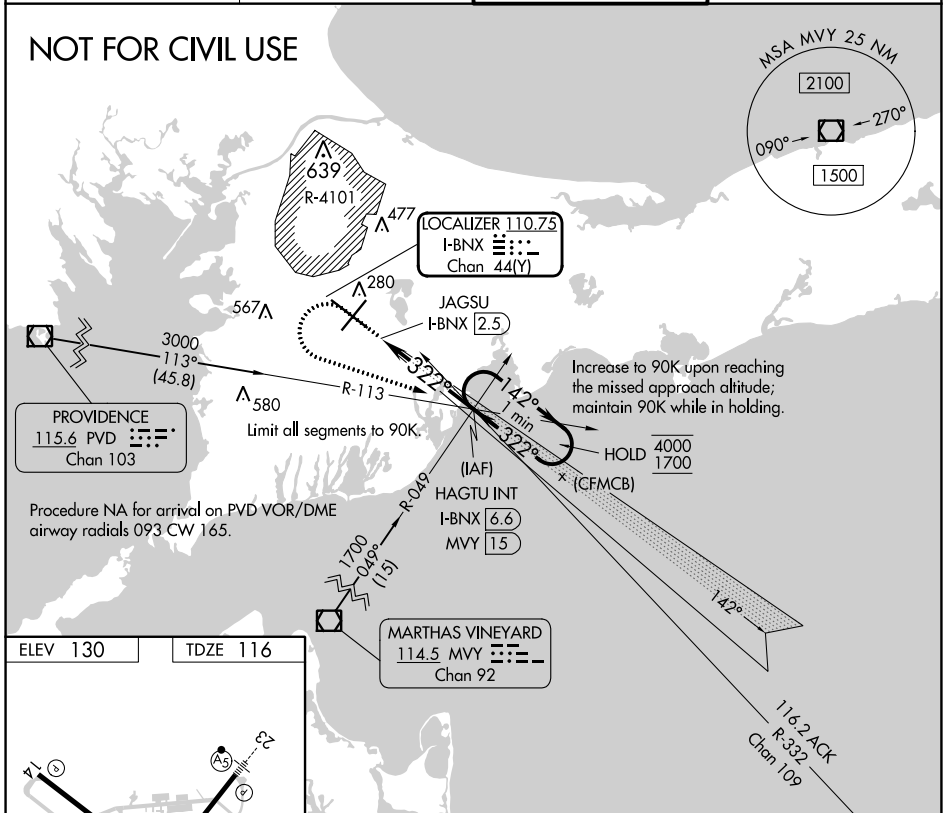 NOT FOR CIVIL USE
MSA MVY 25 NM
2100
090°
270°
1500
639
R-4101
477
LOCALIZER 110.75
I-BNX
Chan 44(Y)
280
567
JAGSU
I-BNX 2.5
3000
113°
(45.8)
R-113
580
322°
142°
1 min
322°
Increase to 90K upon reaching
the missed approach altitude;
maintain 90K while in holding.
PROVIDENCE
115.6 PVD
Chan 103
Limit all segments to 90K.
HOLD 4000
1700
(IAF)
(CFMCB)
HAGTU INT
I-BNX 6.6
MVY 15
Procedure NA for arrival on PVD VOR/DME
airway radials 093 CW 165.
R-049
1700
049°
(15)
142°
MARTHAS VINEYARD
114.5 MVY
Chan 92
116.2 ACK
R-332
Chan 109
ELEV 130
TDZE 116
14
P
A5
23
P